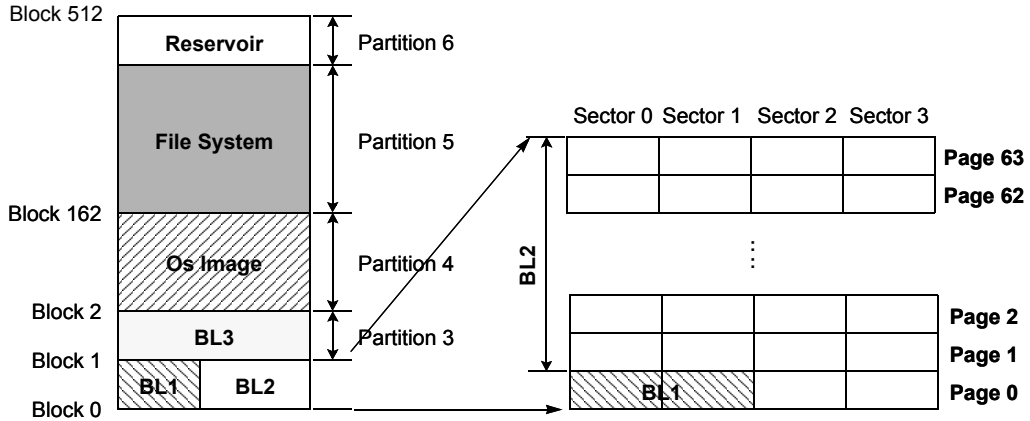 Block 512
Reservoir
Partition 6
File System
Partition 5
Block 162
Os Image
Partition 4
Block 2
BL3
Partition 3
Block 1
BL1
BL2
Block 0
Sector 0 Sector 1 Sector 2 Sector 3
Page 63
Page 62
BL2
Page 2
Page 1
BL1
Page 0